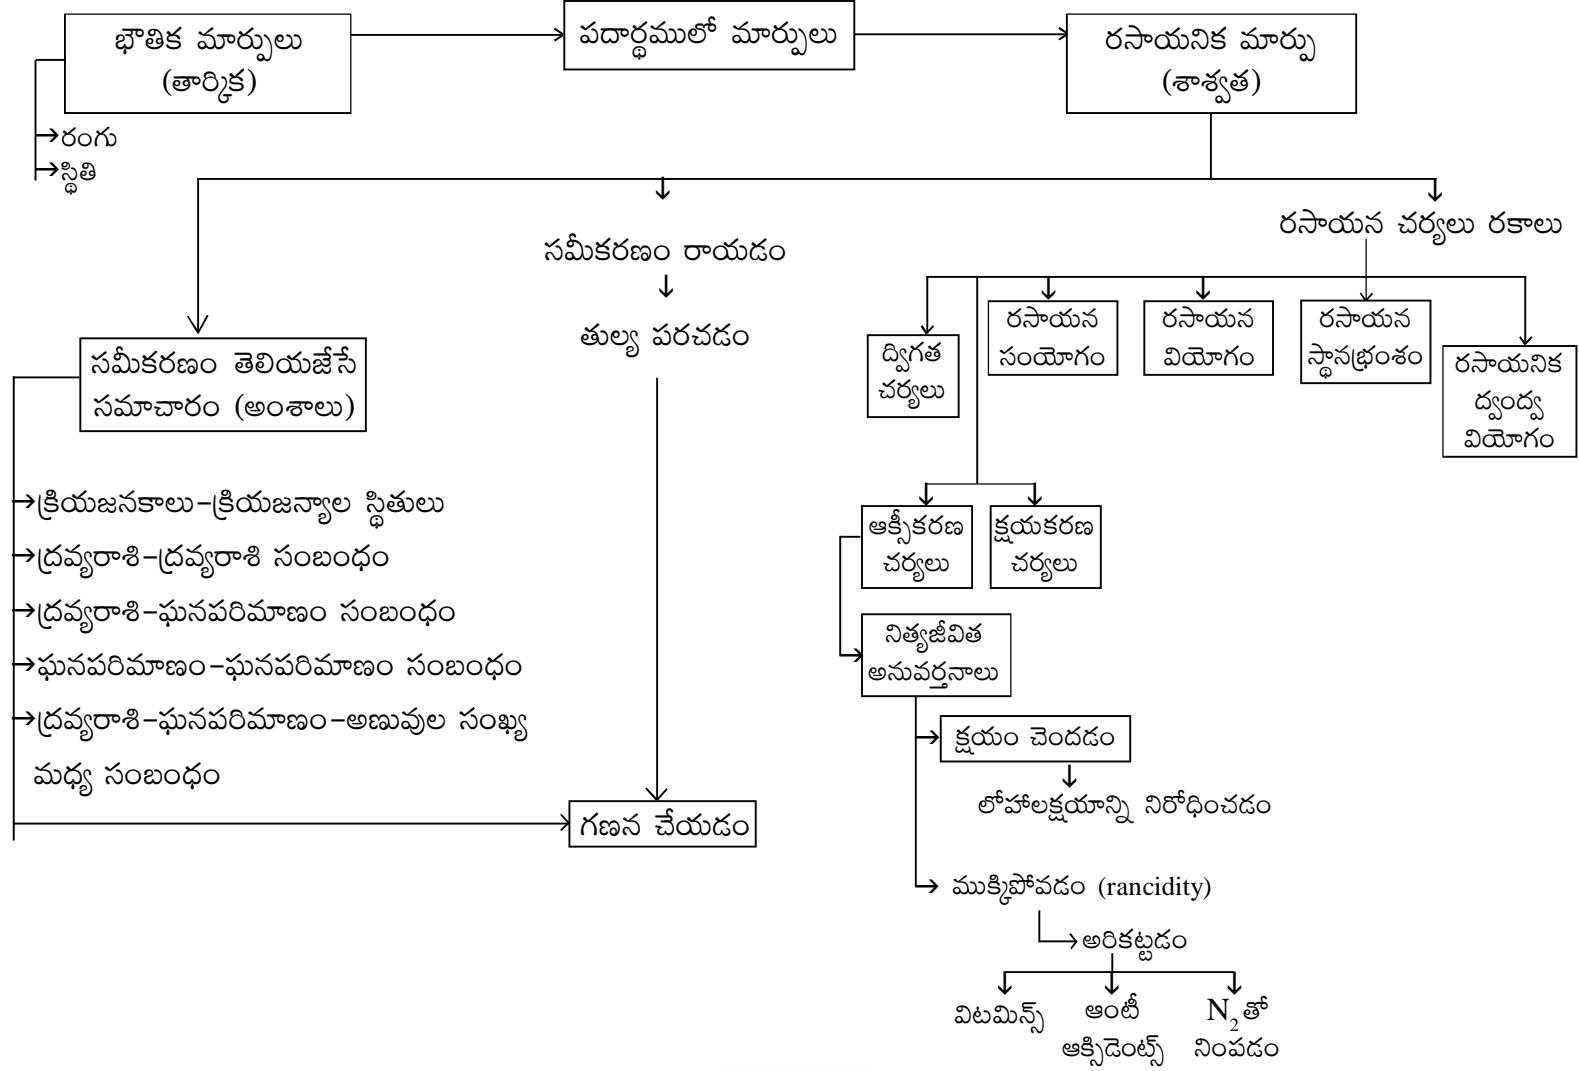 భౌతిక మార్పులు
(తార్కిక)
పదార్థములో మార్పులు
రసాయనిక మార్పు
(శాశ్వత)
రంగు
స్థితి
రసాయన చర్యలు రకాలు
సమీకరణం రాయడం
తుల్య పరచడం
సమీకరణం తెలియజేసే
సమాచారం (అంశాలు)
ద్విగత
చర్యలు
రసాయన
సంయోగం
రసాయన
వియోగం
రసాయన
స్థానభ్రంశం
రసాయనిక
ద్వంద్వ
వియోగం
క్రియజనకాలు-క్రియజన్యాల స్థితులు
ద్రవ్యరాశి-ద్రవ్యరాశి సంబంధం
ద్రవ్యరాశి-ఘనపరిమాణం సంబంధం
ఘనపరిమాణం-ఘనపరిమాణం సంబంధం
ద్రవ్యరాశి-ఘనపరిమాణం-అణువుల సంఖ్య
మధ్య సంబంధం
గణన చేయడం
ఆక్సీకరణ
చర్యలు
క్షయకరణ
చర్యలు
నిత్యజీవిత
అనువర్తనాలు
క్షయం చెందడం
లోహాలక్షయాన్ని నిరోధించడం
ముక్కిపోవడం (rancidity)
అరికట్టడం
విటమిన్స్
ఆంటీ
ఆక్సిడెంట్స్
N₂తో
నింపడం